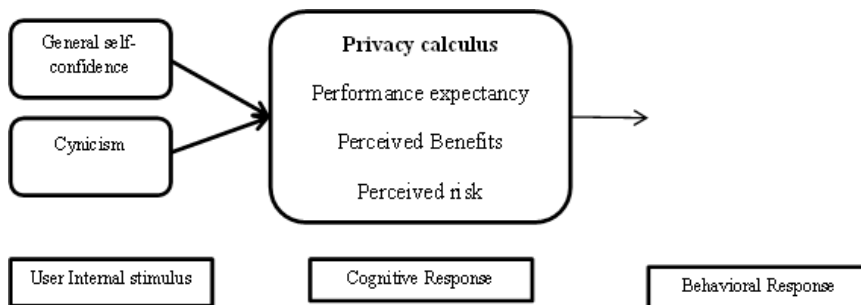 General self-
confidence
Cynicism
Privacy calculus
Performance expectancy
Perceived Benefits
Perceived risk
User Internal stimulus
Cognitive Response
Behavioral Response